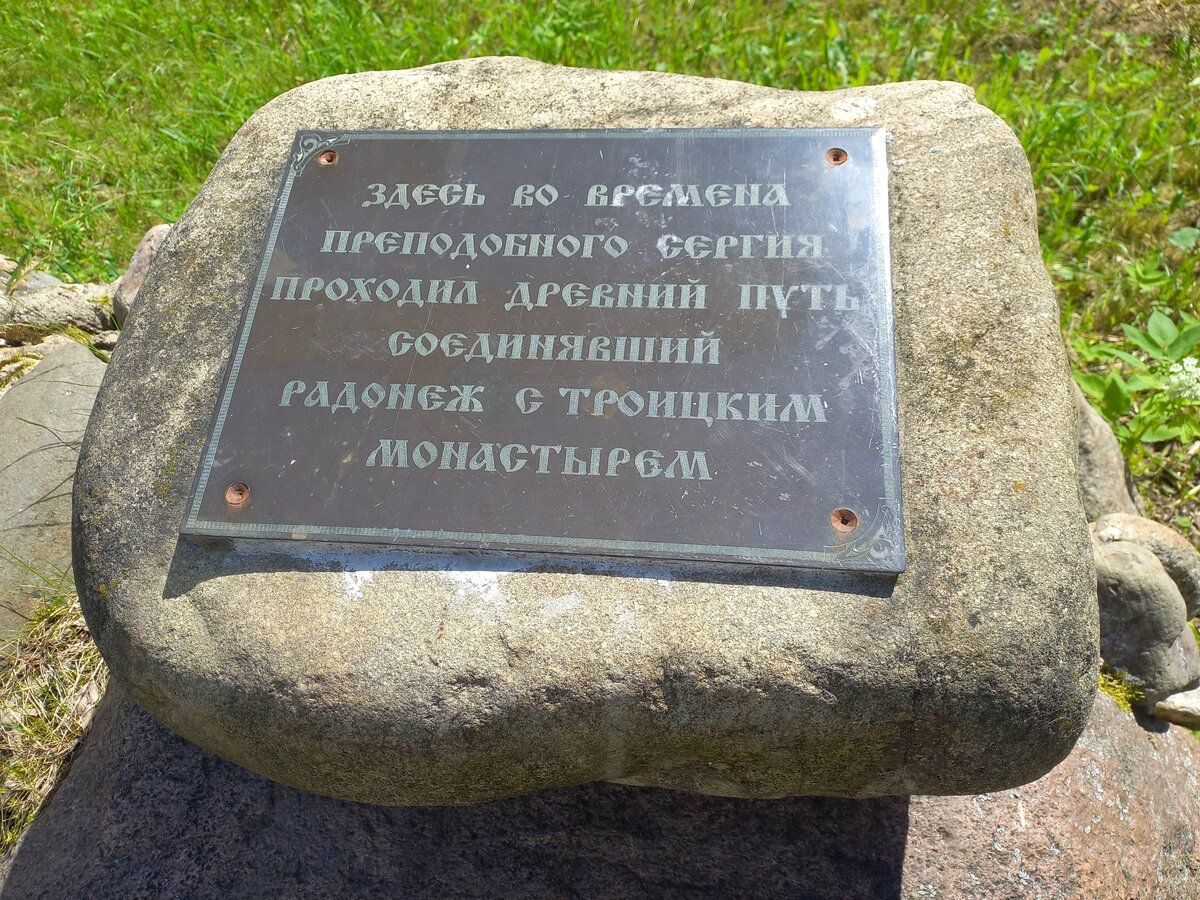 ЗДЕСЬ ВО ВРЕМЕНА
ПРЕПОДОБНОГО СЕРГИЯ
ПРОХОДИЛ ДРЕВНИЙ ПУТЬ
СОЕДИНЯВШИЙ
РАДОНЕЖ С ТРОИЦКИМ
МОНАСТЫРЕМ